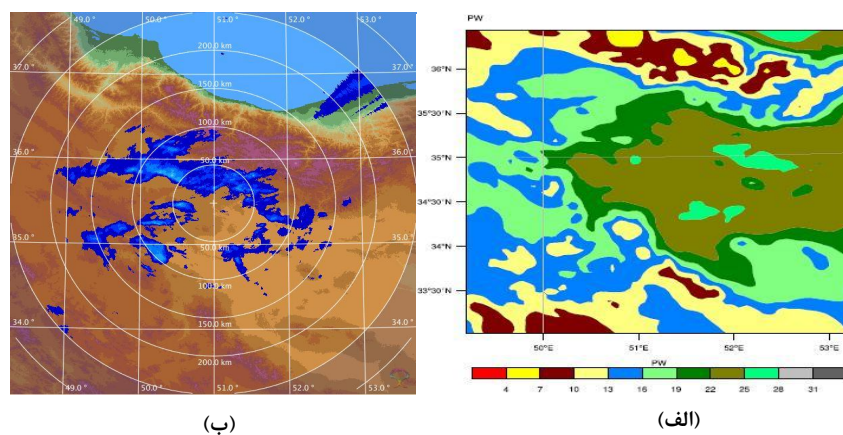 49.0 ° 50.0 ° 51.0 ° 52.0 ° 53.0 °
200.0 km
37.0 ° 37.0 °
150.0 km
100.0 km
36.0 ° 36.0 °
50.0 km
35.0 ° 50.0 km 35.0 °
100.0 km
150.0 km
34.0 ° 34.0 °
200.0 km
49.0 ° 50.0 ° 51.0 ° 52.0 ° 53.0 °
(ب)
PW
36°N
35°30'N
35°N
34°30'N
34°N
33°30'N
50°E 51°E 52°E 53°E
PW
4 7 10 13 16 19 22 25 28 31
(الف)